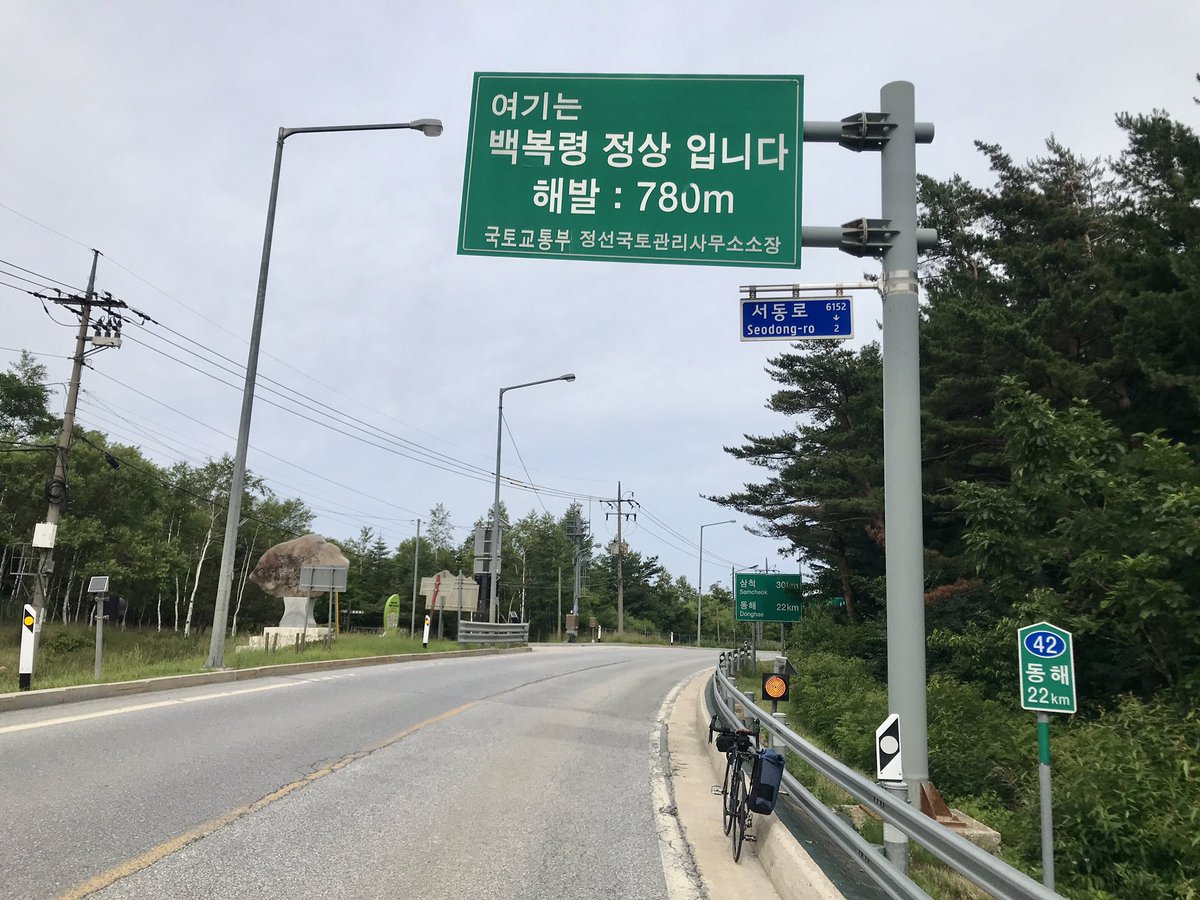 여기는
백복령 정상 입니다
해발 : 780m
국토교통부 정선국토관리사무소소장
서동로 6152
Seodong-ro 2
삼척 30km
Samcheok
동해 22km
Donghae
42
동해
22km